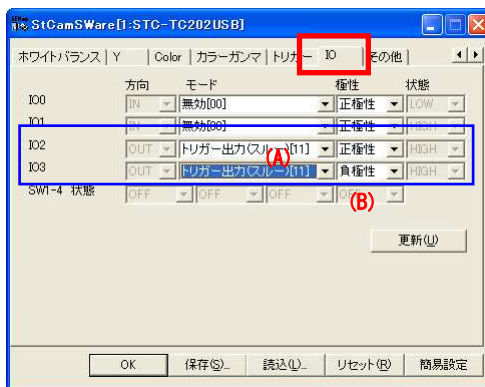 StCamSWare[1:STC-TC202USB]
ホワイトバランス Y Color カラーガンマ トリガー IO その他
方向 モード 極性 状態
IO0 IN 無効[00] 正極性 LOW
IO1 IN 無効[00] 正極性 HIGH
IO2 OUT トリガー出力(スルー)[11] 正極性 HIGH
(A)
IO3 OUT トリガー出力(スルー)[11] 負極性 HIGH
SW1-4 状態 OFF OFF OFF OFF
(B)
更新(U)
OK 保存(S)... 読込(L)... リセット(R) 簡易設定